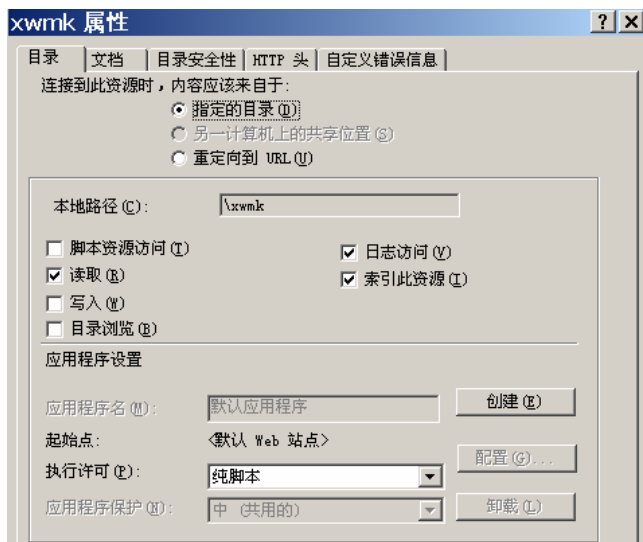 xwmk 属性
目录 文档 目录安全性 HTTP 头 自定义错误信息
连接到此资源时，内容应该来自于:
指定的目录(D)
另一计算机上的共享位置(S)
重定向到 URL(U)
本地路径(C): \xwmk
脚本资源访问(T) 日志访问(V)
读取(R) 索引此资源(I)
写入(W)
目录浏览(B)
应用程序设置
应用程序名(M): 默认应用程序 创建(E)
起始点: <默认 Web 站点>
配置(G)...
执行许可(P): 纯脚本
应用程序保护(N): 中 (共用的) 卸载(L)